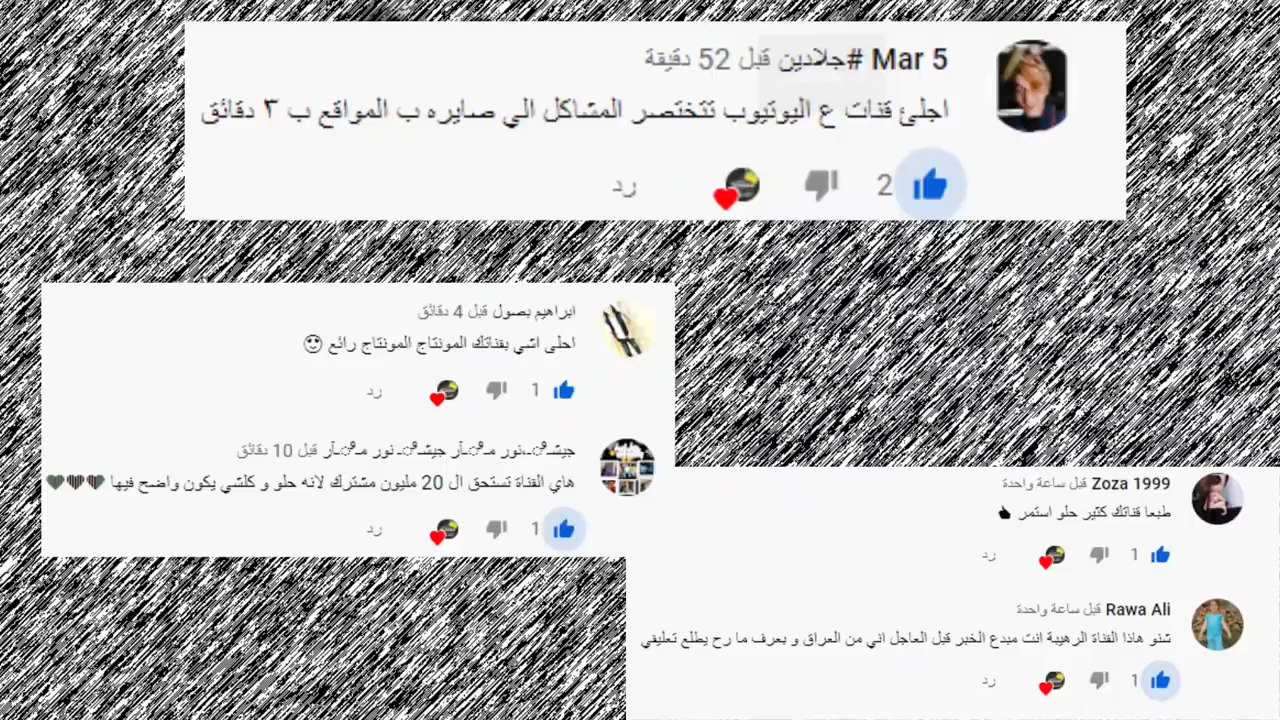 Mar 5 #جلادين قبل 52 دقيقة
اجلئ قنات ع اليوتيوب تتختصر المشاكل الي صايره ب المواقع ب ٣ دقائق
2
رد
ابراهيم بصول قبل 4 دقائق
احلى اشي بقناتك المونتاج المونتاج رائع 🙂
1
رد
قبل 10 دقائق
هاي القناة تستحق ال 20 مليون مشترك لانه حلو و كلشي يكون واضح فيها 🖤🖤🖤
1
رد
Zoza 1999 قبل ساعة واحدة
طبعا قناتك كثير حلو استمر
1
رد
Rawa Ali قبل ساعة واحدة
شنو هاذا القناة الرهيبة انت مبدع الخبر قبل العاجل اني من العراق و بعرف ما رح يطلع تعليقي
1
رد